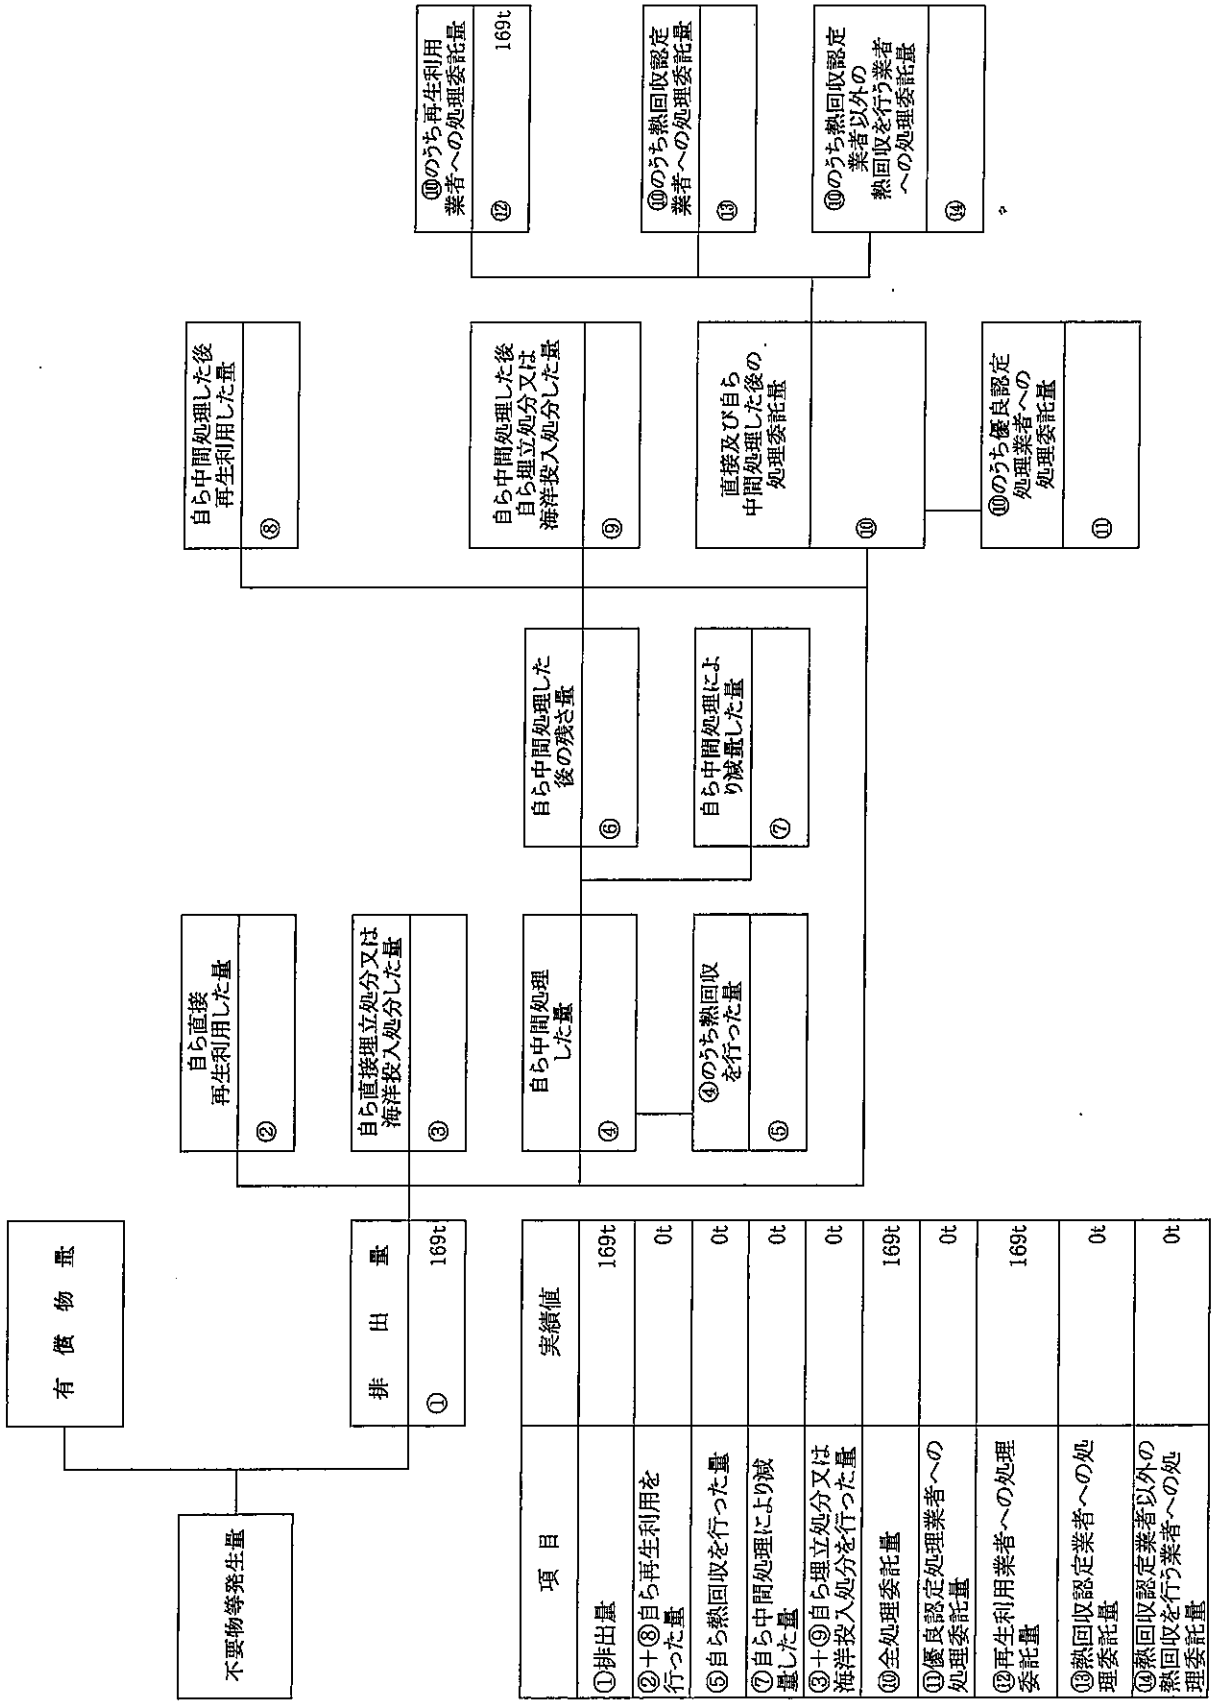 不要物等発生量
有償物量
排出量
① 169t
自ら直接
再生利用した量
②
自ら直接埋立処分又は
海洋投入処分した量
③
自ら中間処理
した量
④
④のうち熱回収
を行った量
⑤
自ら中間処理した
後の残さ量
⑥
自ら中間処理によ
り減量した量
⑦
自ら中間処理した後
再生利用した量
⑧
自ら中間処理した後
自ら埋立処分又は
海洋投入処分した量
⑨
直接及び自ら
中間処理した後の
処理委託量
⑩
⑩のうち優良認定
処理業者への
処理委託量
⑪
⑩のうち再生利用
業者への処理委託量
⑫ 169t
⑩のうち熱回収認定
業者への処理委託量
⑬
⑩のうち熱回収認定
業者以外の
熱回収を行う業者
への処理委託量
⑭
項目 実績値
①排出量 169t
②+⑧自ら再生利用を
行った量 0t
⑤自ら熱回収を行った量 0t
⑦自ら中間処理により減
量した量 0t
③+⑨自ら埋立処分又は
海洋投入処分を行った量 0t
⑩全処理委託量 169t
⑪優良認定処理業者への
処理委託量 0t
⑫再生利用業者への処理
委託量 169t
⑬熱回収認定業者への処
理委託量 0t
⑭熱回収認定業者以外の
熱回収を行う業者への処
理委託量 0t